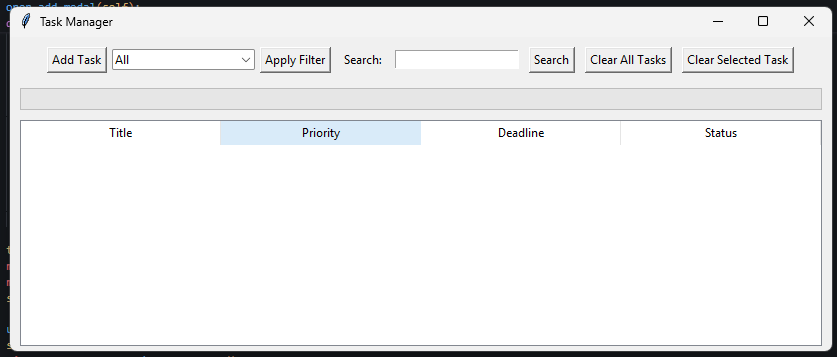 open_add_modal(self):
Task Manager
Add Task All Apply Filter Search: Search Clear All Tasks Clear Selected Task
Title Priority Deadline Status